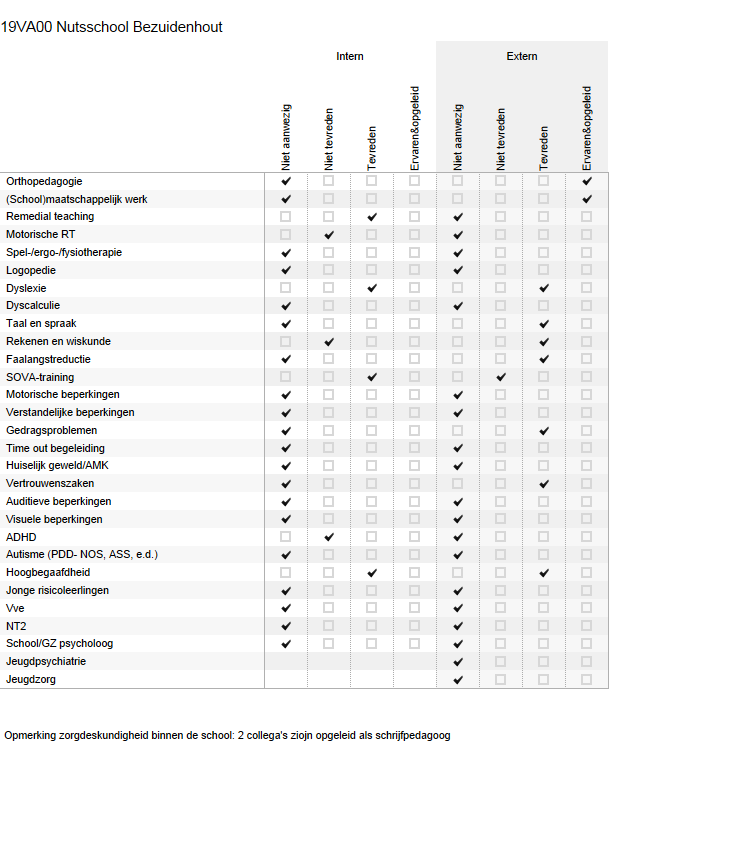 19VA00 Nutsschool Bezuidenhout
Intern Extern
Niet aanwezig Niet tevreden Tevreden Ervaren&opgeleid Niet aanwezig Niet tevreden Tevreden Ervaren&opgeleid
Orthopedagogie
(School)maatschappelijk werk
Remedial teaching
Motorische RT
Spel-/ergo-/fysiotherapie
Logopedie
Dyslexie
Dyscalculie
Taal en spraak
Rekenen en wiskunde
Faalangstreductie
SOVA-training
Motorische beperkingen
Verstandelijke beperkingen
Gedragsproblemen
Time out begeleiding
Huiselijk geweld/AMK
Vertrouwenszaken
Auditieve beperkingen
Visuele beperkingen
ADHD
Autisme (PDD- NOS, ASS, e.d.)
Hoogbegaafdheid
Jonge risicoleerlingen
Vve
NT2
School/GZ psycholoog
Jeugdpsychiatrie
Jeugdzorg
Opmerking zorgdeskundigheid binnen de school: 2 collega's ziojn opgeleid als schrijfpedagoog